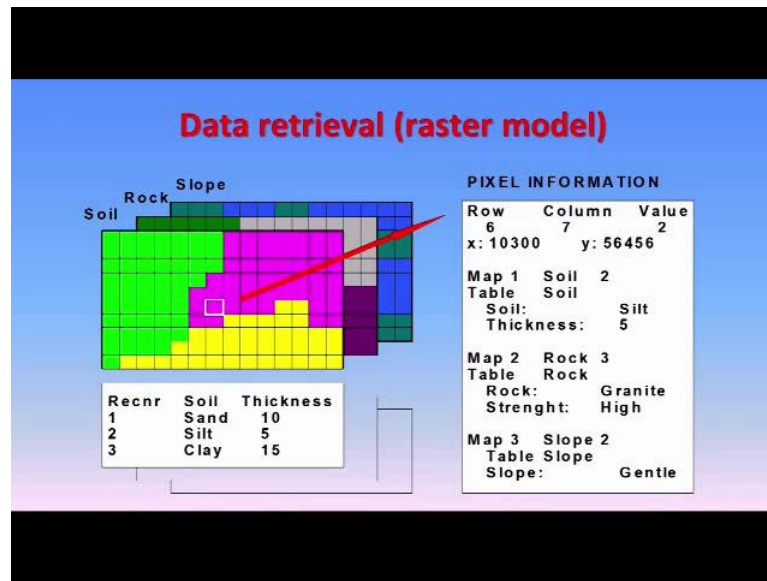 Data retrieval (raster model)
Slope
Rock
Soil
Recnr Soil Thickness
1 Sand 10
2 Silt 5
3 Clay 15
PIXEL INFORMATION
Row Column Value
6 7 2
x: 10300 y: 56456
Map 1 Soil 2
Table Soil
Soil: Silt
Thickness: 5
Map 2 Rock 3
Table Rock
Rock: Granite
Strenght: High
Map 3 Slope 2
Table Slope
Slope: Gentle